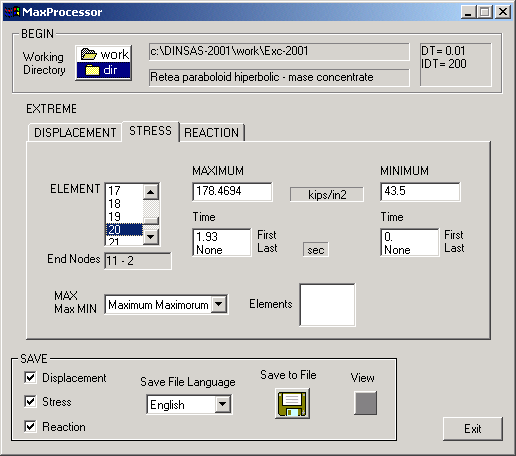 MaxProcessor
BEGIN
Working
Directory
work
dir
c:\DINSAS-2001\work\Exc-2001
Retea paraboloid hiperbolic - mase concentrate
DT= 0.01
IDT= 200
EXTREME
DISPLACEMENT STRESS REACTION
ELEMENT
17
18
19
20
21
End Nodes 11 - 2
MAXIMUM
178.4694
kips/in2
MINIMUM
43.5
Time
1.93 First
None Last
sec
Time
0. First
None Last
MAX
Max MIN
Maximum Maximorum
Elements
SAVE
Displacement
Stress
Reaction
Save File Language
English
Save to File
View
Exit